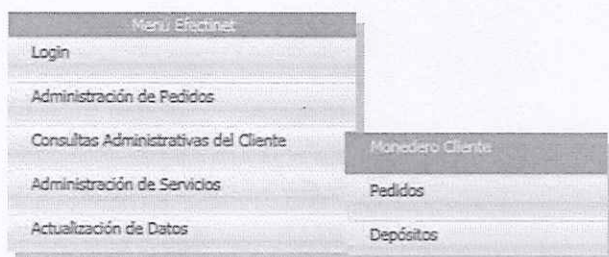 Menú Efectinet
Login
Administración de Pedidos
Consultas Administrativas del Cliente
Administración de Servicios
Actualización de Datos
Monedero Cliente
Pedidos
Depósitos